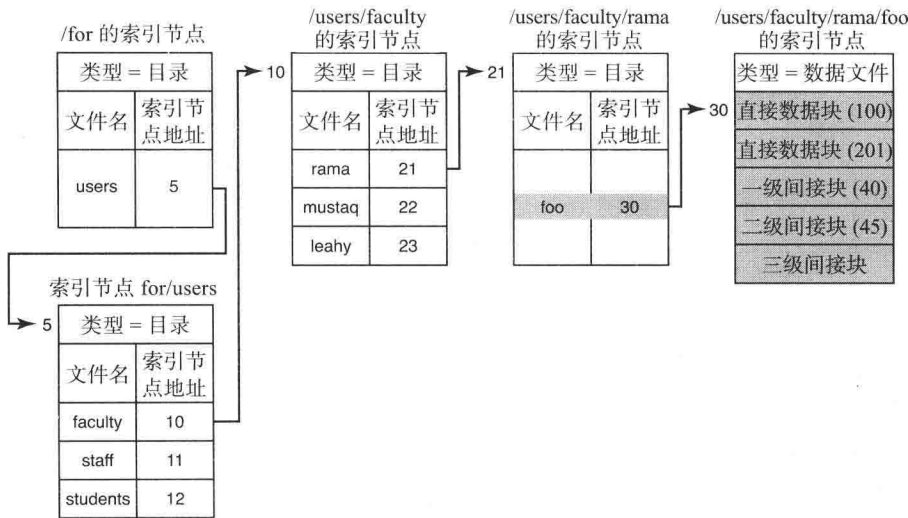 /for 的索引节点
类型 = 目录
文件名
索引节
点地址
users
5
索引节点 for/users
5
类型 = 目录
文件名
索引节
点地址
faculty
10
staff
11
students
12
/users/faculty
的索引节点
10
类型 = 目录
文件名
索引节
点地址
rama
21
mustaq
22
leahy
23
/users/faculty/rama
的索引节点
21
类型 = 目录
文件名
索引节
点地址
foo
30
/users/faculty/rama/foo
的索引节点
30
类型 = 数据文件
直接数据块 (100)
直接数据块 (201)
一级间接块 (40)
二级间接块 (45)
三级间接块